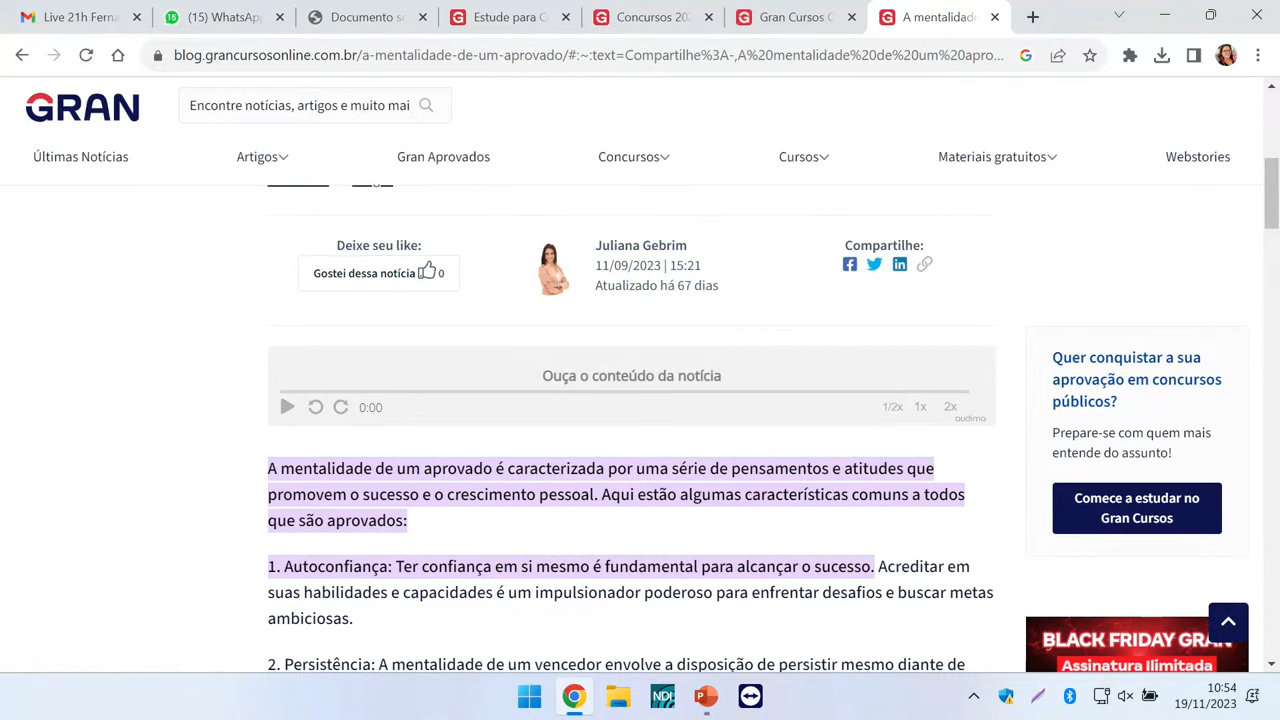 Live 21h Ferna
(15) WhatsApp
Documento s
Estude para C
Concursos 202
Gran Cursos C
A mentalidade
blog.grancursosonline.com.br/a-mentalidade-de-um-aprovado/#:~:text=Compartilhe%3A-,A%20mentalidade%20de%20um%20apro...
GRAN
Encontre notícias, artigos e muito mai
Últimas Notícias
Artigos
Gran Aprovados
Concursos
Cursos
Materiais gratuitos
Webstories
Deixe seu like:
Gostei dessa notícia 0
Juliana Gebrim
11/09/2023 | 15:21
Atualizado há 67 dias
Compartilhe:
Ouça o conteúdo da notícia
0:00
1/2x 1x 2x
audima
A mentalidade de um aprovado é caracterizada por uma série de pensamentos e atitudes que
promovem o sucesso e o crescimento pessoal. Aqui estão algumas características comuns a todos
que são aprovados:
1. Autoconfiança: Ter confiança em si mesmo é fundamental para alcançar o sucesso. Acreditar em
suas habilidades e capacidades é um impulsionador poderoso para enfrentar desafios e buscar metas
ambiciosas.
2. Persistência: A mentalidade de um vencedor envolve a disposição de persistir mesmo diante de
Quer conquistar a sua
aprovação em concursos
públicos?
Prepare-se com quem mais
entende do assunto!
Comece a estudar no
Gran Cursos
BLACK FRIDAY GRAN
Assinatura Ilimitada
NDI
10:54
19/11/2023